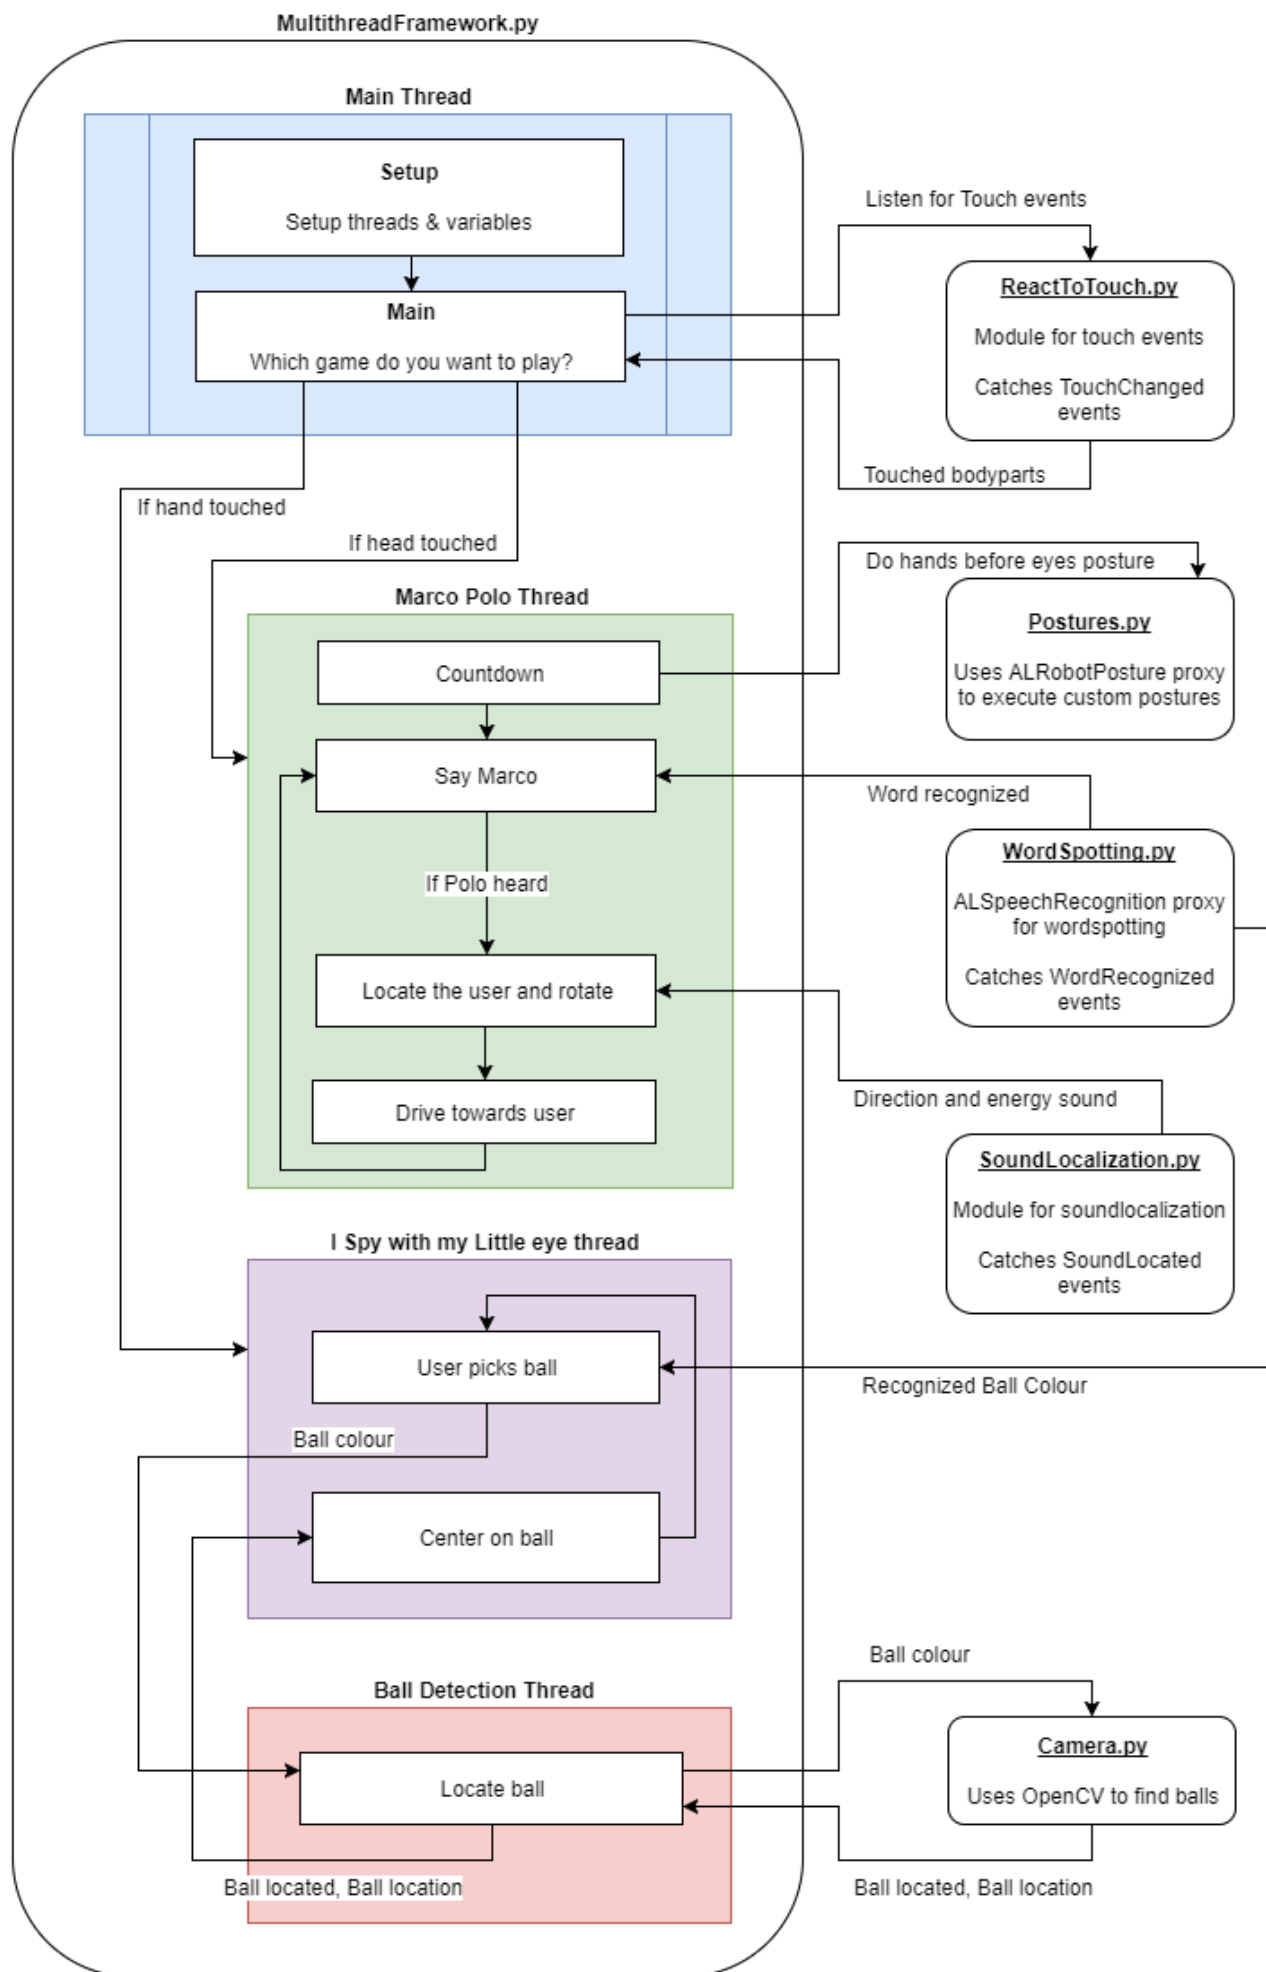 MultithreadFramework.py
Main Thread
Setup
Setup threads & variables
Main
Which game do you want to play?
Listen for Touch events
ReactToTouch.py
Module for touch events
Catches TouchChanged
events
Touched bodyparts
If hand touched
If head touched
Do hands before eyes posture
Postures.py
Uses ALRobotPosture proxy
to execute custom postures
Marco Polo Thread
Countdown
Say Marco
If Polo heard
Locate the user and rotate
Drive towards user
Word recognized
WordSpotting.py
ALSpeechRecognition proxy
for wordspotting
Catches WordRecognized
events
Direction and energy sound
SoundLocalization.py
Module for soundlocalization
Catches SoundLocated
events
I Spy with my Little eye thread
User picks ball
Recognized Ball Colour
Ball colour
Center on ball
Ball Detection Thread
Locate ball
Ball located, Ball location
Ball colour
Camera.py
Uses OpenCV to find balls
Ball located, Ball location